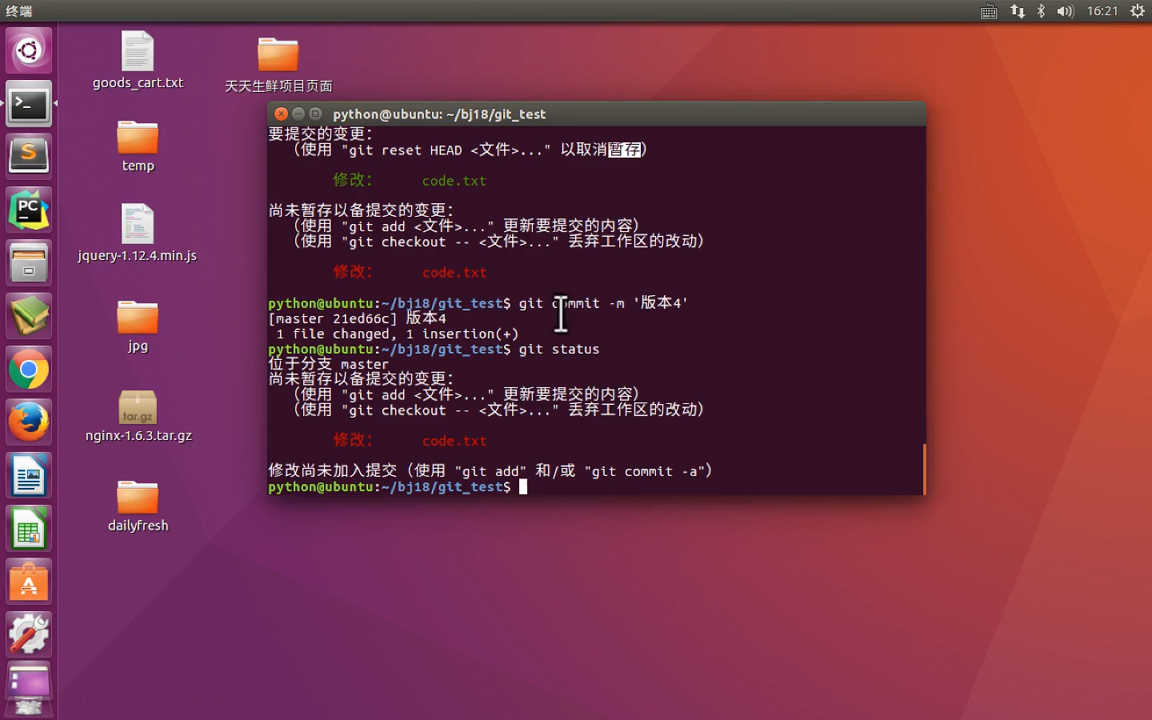 终端
16:21
goods_cart.txt
天天生鲜项目页面
temp
jquery-1.12.4.min.js
jpg
tar.gz
nginx-1.6.3.tar.gz
dailyfresh
PC
python@ubuntu: ~/bj18/git_test
要提交的变更：
（使用 "git reset HEAD <文件>..." 以取消暂存）
修改： code.txt
尚未暂存以备提交的变更：
（使用 "git add <文件>..." 更新要提交的内容）
（使用 "git checkout -- <文件>..." 丢弃工作区的改动）
修改： code.txt
python@ubuntu:~/bj18/git_test$ git commit -m '版本4'
[master 21ed66c] 版本4
1 file changed, 1 insertion(+)
python@ubuntu:~/bj18/git_test$ git status
位于分支 master
尚未暂存以备提交的变更：
（使用 "git add <文件>..." 更新要提交的内容）
（使用 "git checkout -- <文件>..." 丢弃工作区的改动）
修改： code.txt
修改尚未加入提交（使用 "git add" 和/或 "git commit -a"）
python@ubuntu:~/bj18/git_test$